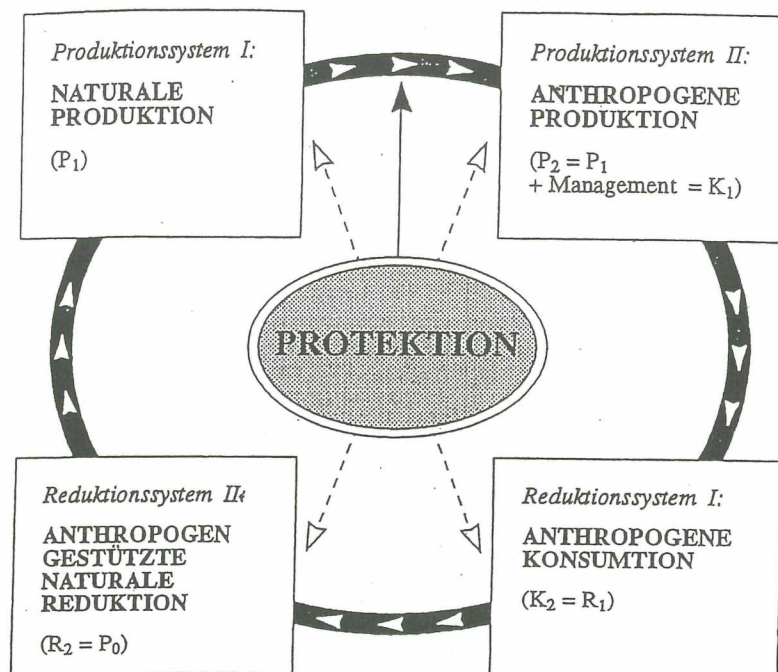 Produktionssystem I:
NATURALE
PRODUKTION
(P₁)
Produktionssystem II:
ANTHROPOGENE
PRODUKTION
(P₂ = P₁
+ Management = K₁)
PROTEKTION
Reduktionssystem II:
ANTHROPOGEN
GESTÜTZTE
NATURALE
REDUKTION
(R₂ = P₀)
Reduktionssystem I:
ANTHROPOGENE
KONSUMTION
(K₂ = R₁)